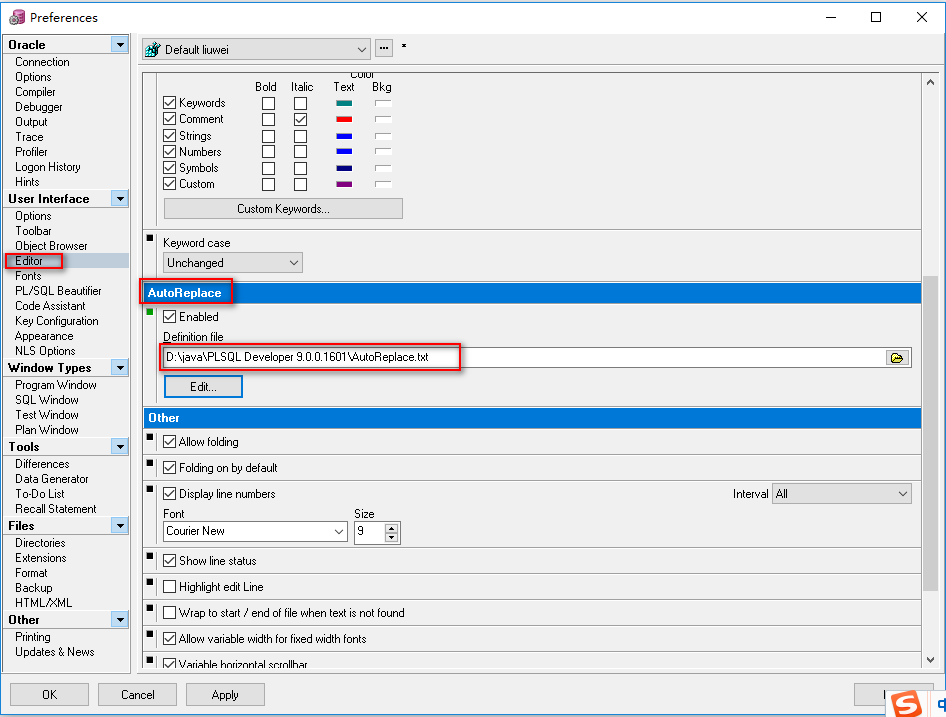 Preferences
Oracle
Connection
Options
Compiler
Debugger
Output
Trace
Profiler
Logon History
Hints
User Interface
Options
Toolbar
Object Browser
Editor
Fonts
PL/SQL Beautifier
Code Assistant
Key Configuration
Appearance
NLS Options
Window Types
Program Window
SQL Window
Test Window
Plan Window
Tools
Differences
Data Generator
To-Do List
Recall Statement
Files
Directories
Extensions
Format
Backup
HTML/XML
Other
Printing
Updates & News
Default liuwei ... *
Color
Bold Italic Text Bkg
Keywords
Comment
Strings
Numbers
Symbols
Custom
Custom Keywords...
Keyword case
Unchanged
AutoReplace
Enabled
Definition file
D:\java\PLSQL Developer 9.0.0.1601\AutoReplace.txt
Edit...
Other
Allow folding
Folding on by default
Display line numbers Interval All
Font Size
Courier New 9
Show line status
Highlight edit Line
Wrap to start / end of file when text is not found
Allow variable width for fixed width fonts
Variable horizontal scrollbar
OK Cancel Apply
S